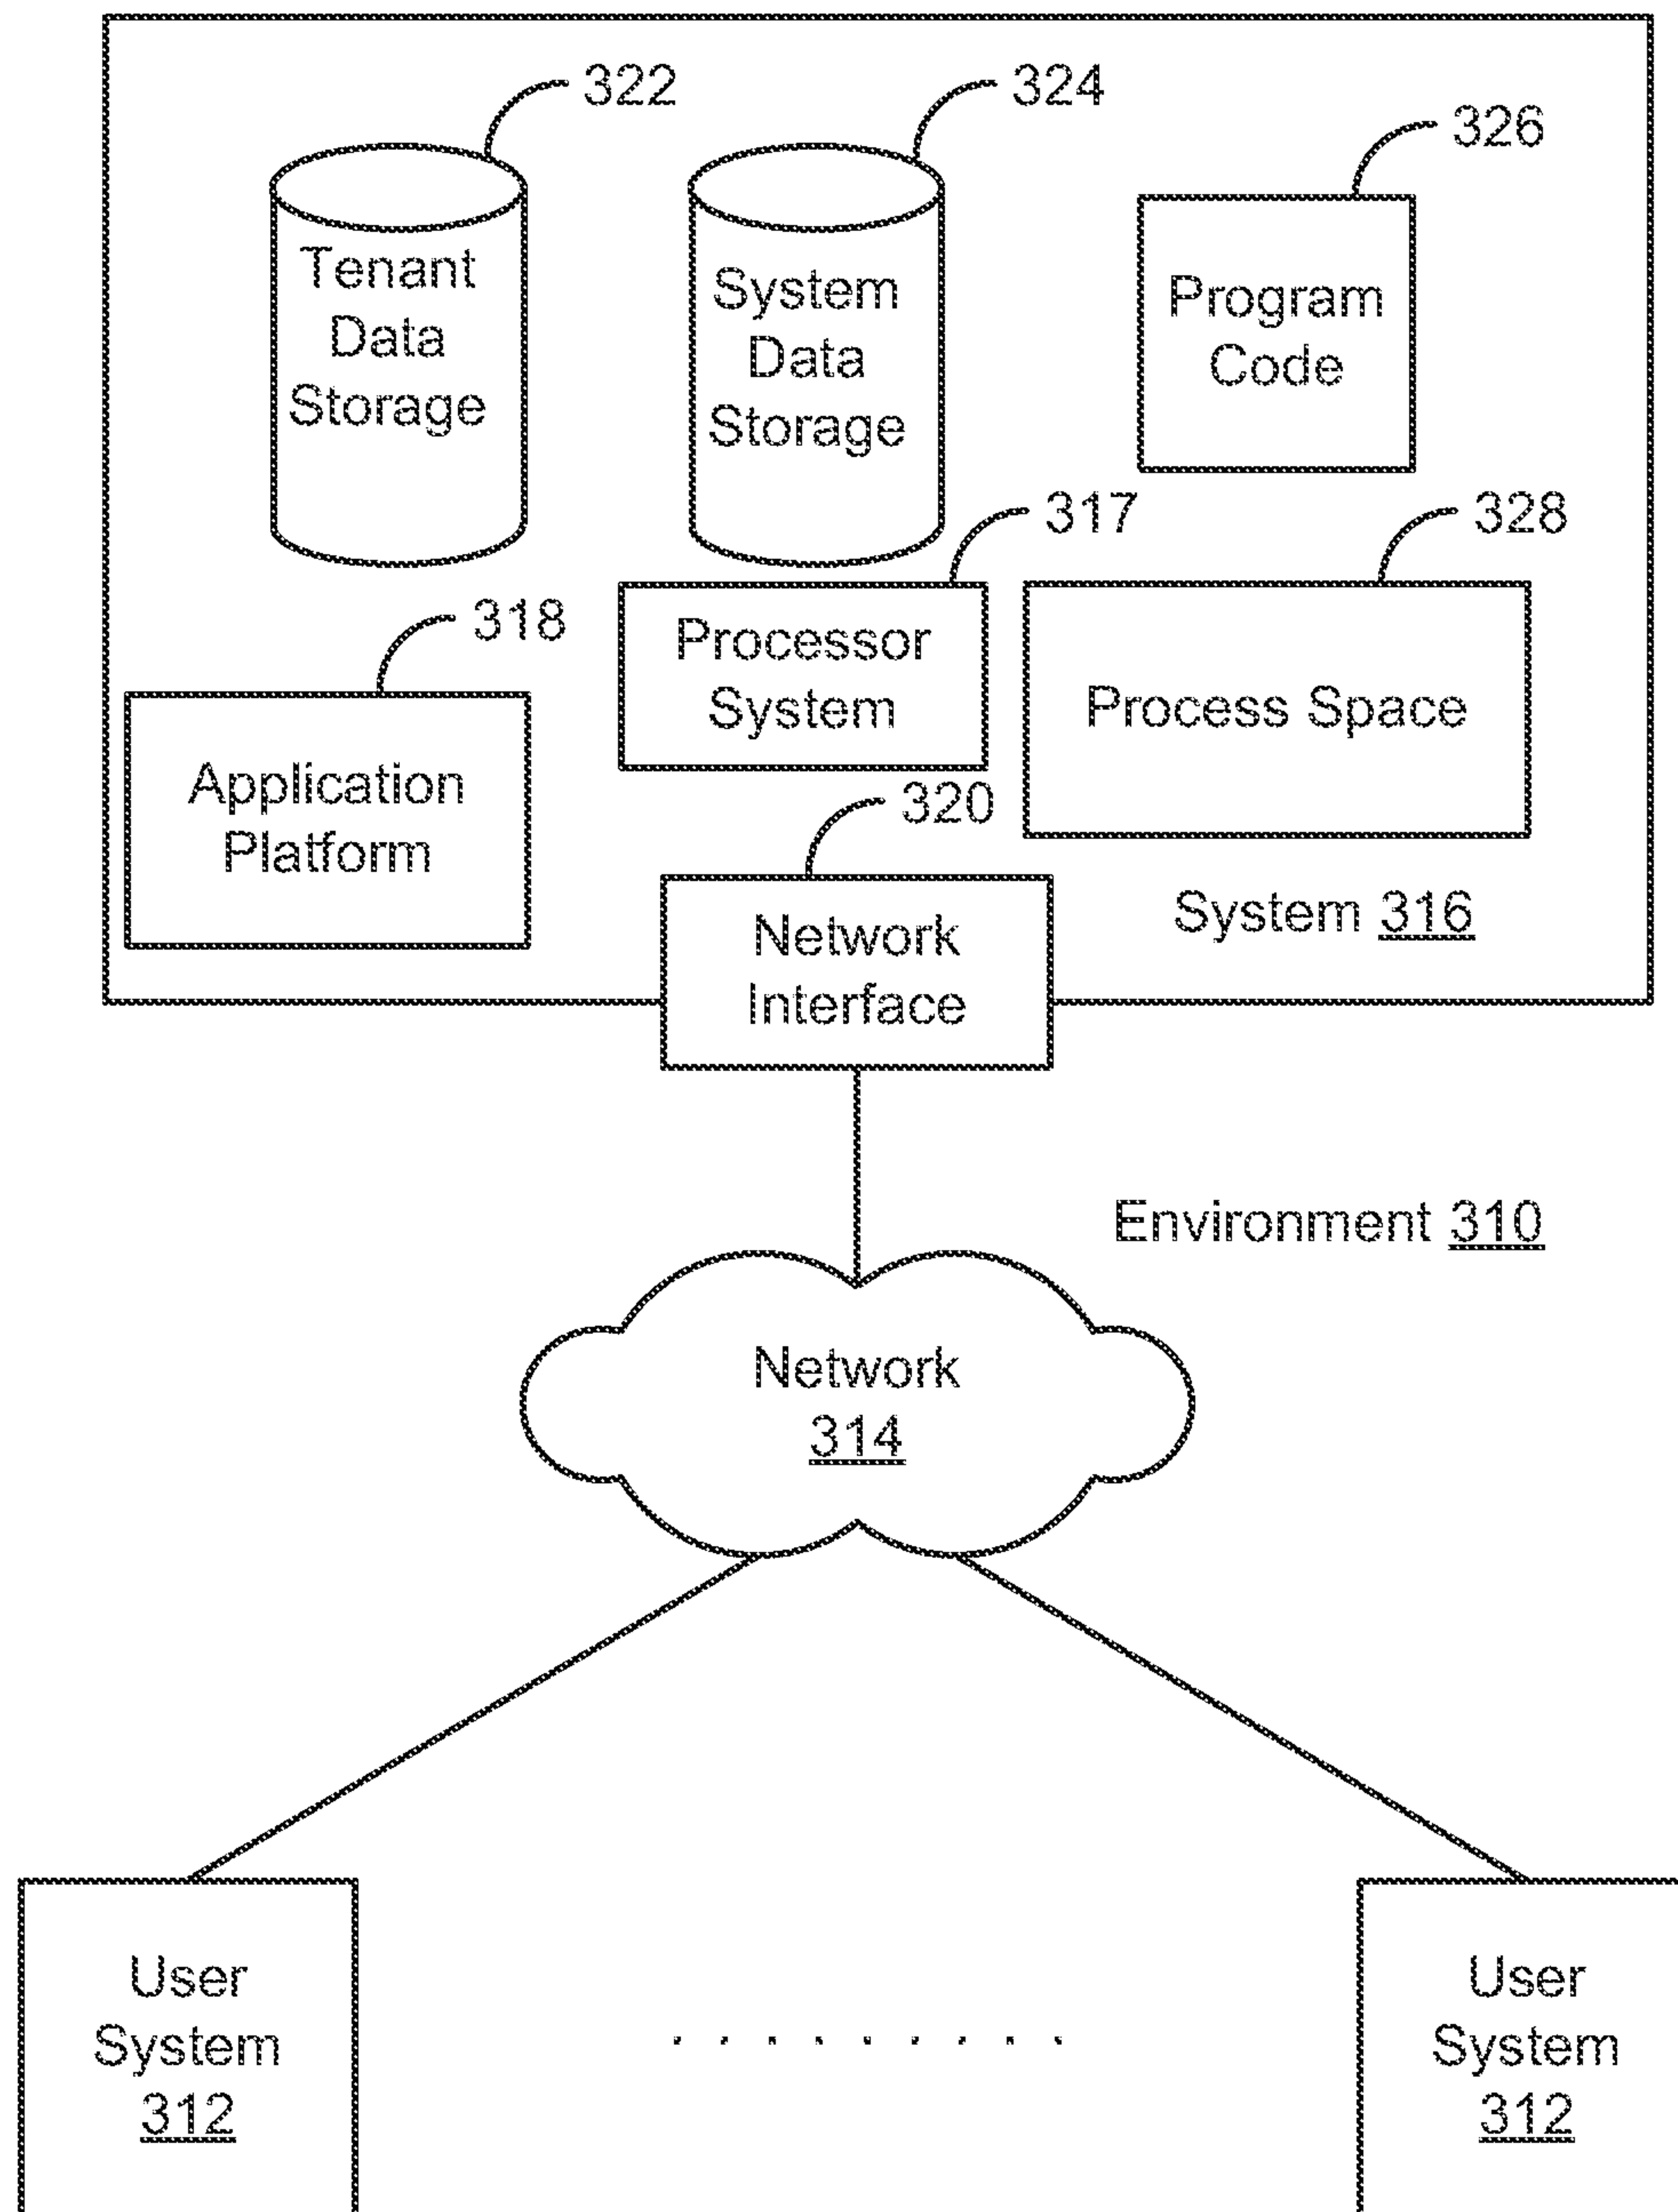 322
324
326
Tenant
Data
Storage
System
Data
Storage
Program
Code
317
328
318
Processor
System
Process Space
Application
Platform
320
System 316
Network
Interface
Environment 310
Network
314
User
System
312
User
System
312